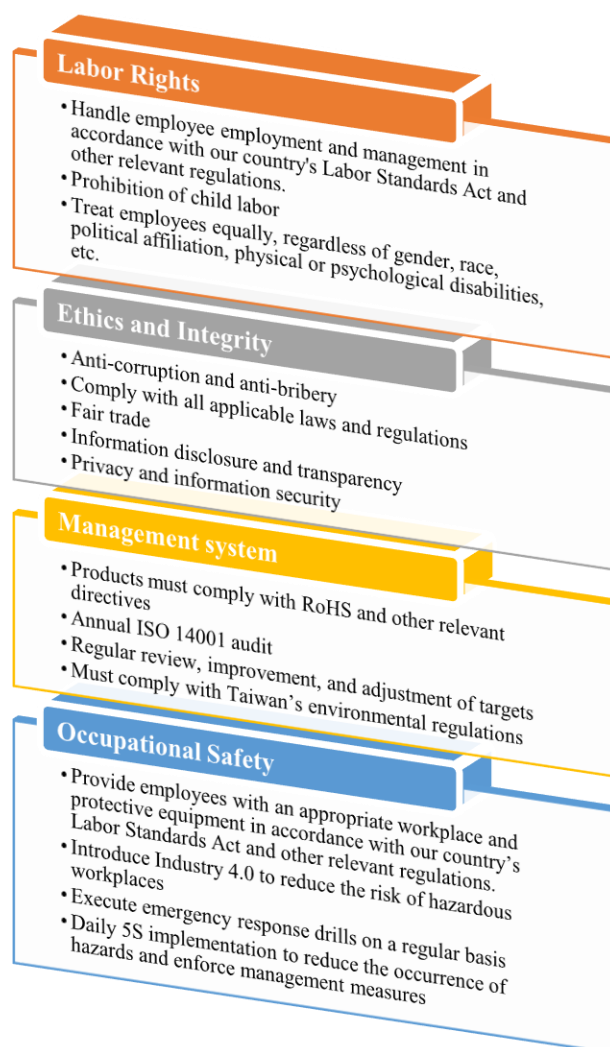 Labor Rights
•Handle employee employment and management in
accordance with our country's Labor Standards Act and
other relevant regulations.
•Prohibition of child labor
•Treat employees equally, regardless of gender, race,
political affiliation, physical or psychological disabilities,
etc.
Ethics and Integrity
•Anti-corruption and anti-bribery
•Comply with all applicable laws and regulations
•Fair trade
•Information disclosure and transparency
•Privacy and information security
Management system
•Products must comply with RoHS and other relevant
directives
•Annual ISO 14001 audit
•Regular review, improvement, and adjustment of targets
•Must comply with Taiwan’s environmental regulations
Occupational Safety
•Provide employees with an appropriate workplace and
protective equipment in accordance with our country’s
Labor Standards Act and other relevant regulations.
•Introduce Industry 4.0 to reduce the risk of hazardous
workplaces
•Execute emergency response drills on a regular basis
•Daily 5S implementation to reduce the occurrence of
hazards and enforce management measures